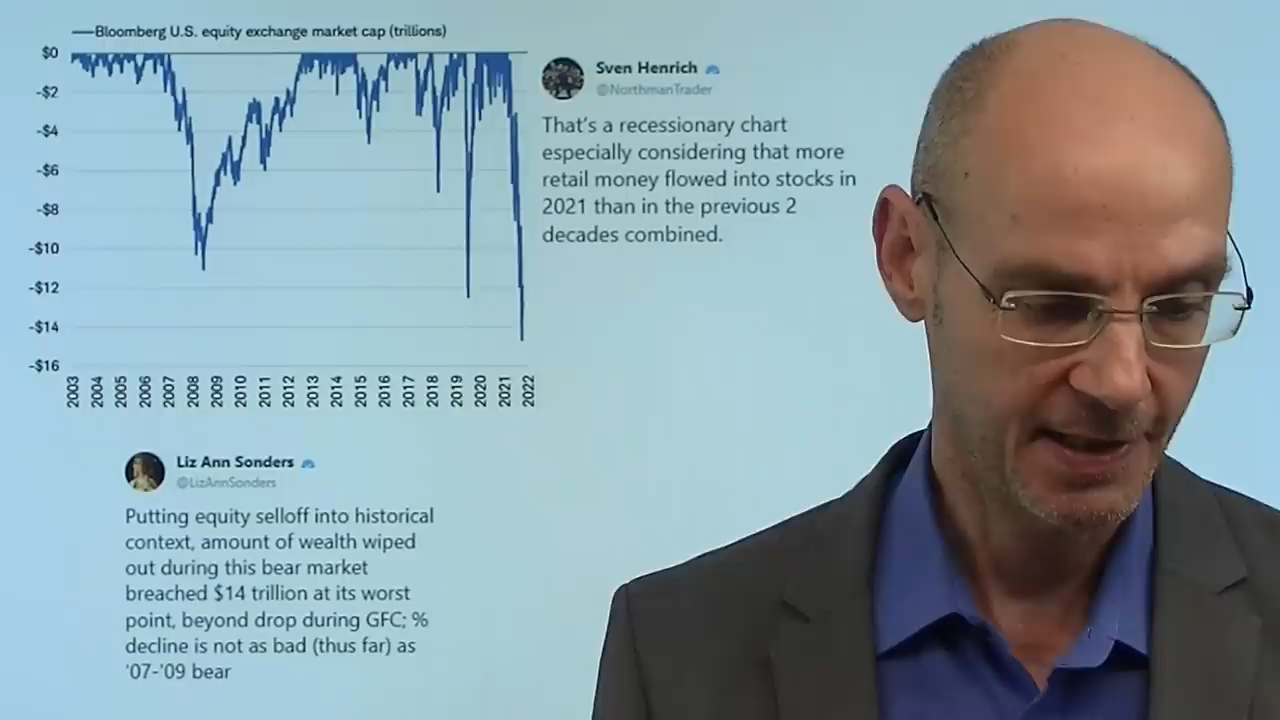 Bloomberg U.S. equity exchange market cap (trillions)
$0
-$2
-$4
-$6
-$8
-$10
-$12
-$14
-$16
2003
2004
2005
2006
2007
2008
2009
2010
2011
2012
2013
2014
2015
2016
2017
2018
2019
2020
2021
2022
Sven Henrich
@NorthmanTrader
That's a recessionary chart
especially considering that more
retail money flowed into stocks in
2021 than in the previous 2
decades combined.
Liz Ann Sonders
@LizAnnSonders
Putting equity selloff into historical
context, amount of wealth wiped
out during this bear market
breached $14 trillion at its worst
point, beyond drop during GFC; %
decline is not as bad (thus far) as
'07-'09 bear